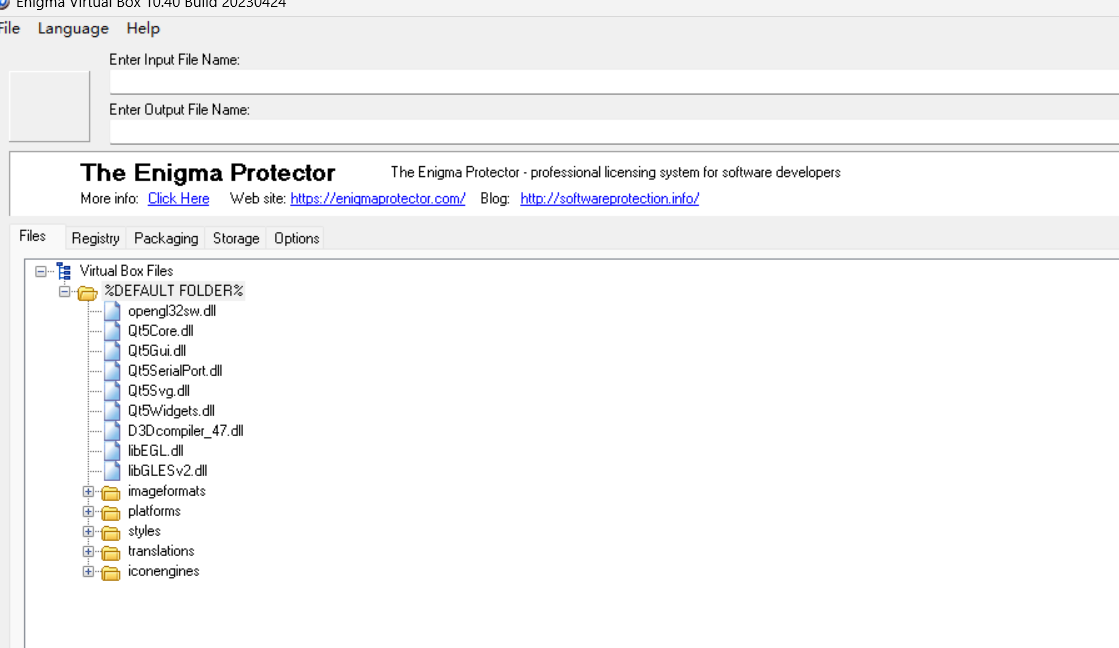 Enigma Virtual Box 10.40 Build 20230424
File Language Help
Enter Input File Name:
Enter Output File Name:
The Enigma Protector The Enigma Protector - professional licensing system for software developers
More info: Click Here Web site: https://enigmaprotector.com/ Blog: http://softwareprotection.info/
Files Registry Packaging Storage Options
Virtual Box Files
%DEFAULT FOLDER%
opengl32sw.dll
Qt5Core.dll
Qt5Gui.dll
Qt5SerialPort.dll
Qt5Svg.dll
Qt5Widgets.dll
D3Dcompiler_47.dll
libEGL.dll
libGLESv2.dll
imageformats
platforms
styles
translations
iconengines